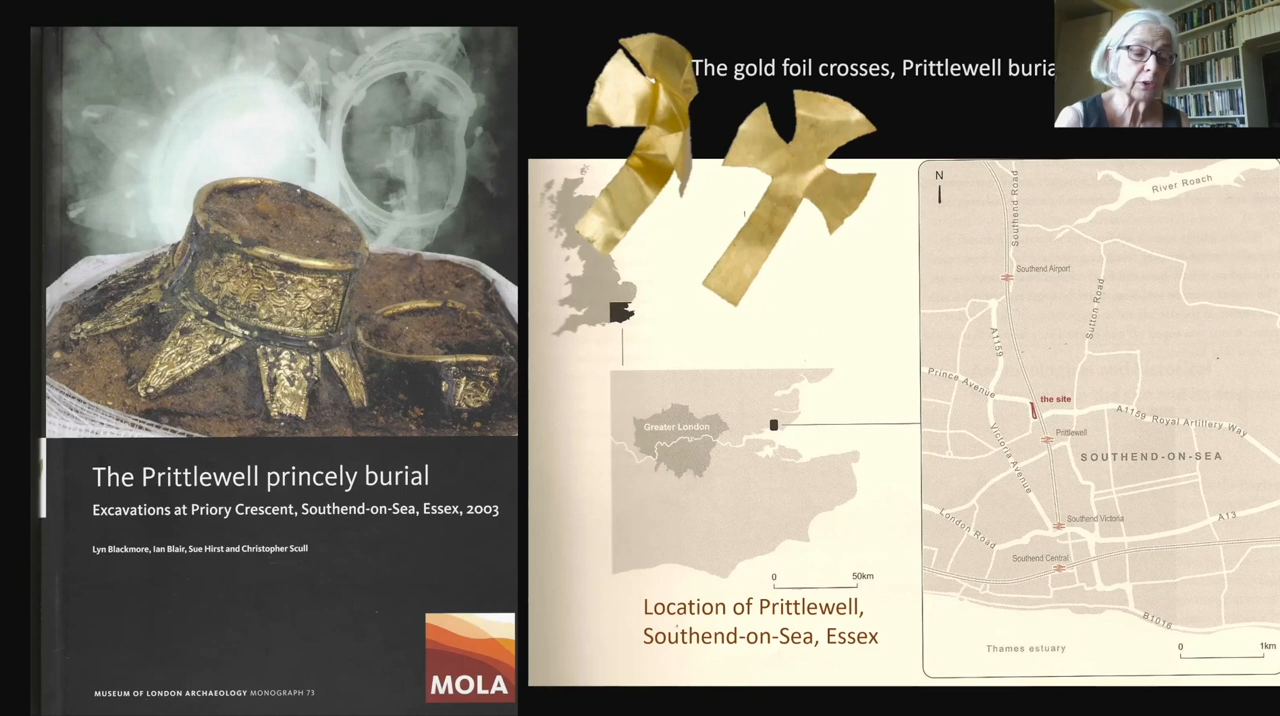 The Prittlewell princely burial
Excavations at Priory Crescent, Southend-on-Sea, Essex, 2003
Lyn Blackmore, Ian Blair, Sue Hirst and Christopher Scull
MUSEUM OF LONDON ARCHAEOLOGY MONOGRAPH 73
MOLA
The gold foil crosses, Prittlewell buria
Greater London
0 50km
Location of Prittlewell,
Southend-on-Sea, Essex
N
Southend Road
River Roach
Southend Airport
Sutton Road
A1159
Prince Avenue
the site
A1159 Royal Artillery Way
Prittlewell
Victoria Avenue
SOUTHEND-ON-SEA
London Road
Southend Victoria
A13
Southend Central
B1016
Thames estuary
0 1km